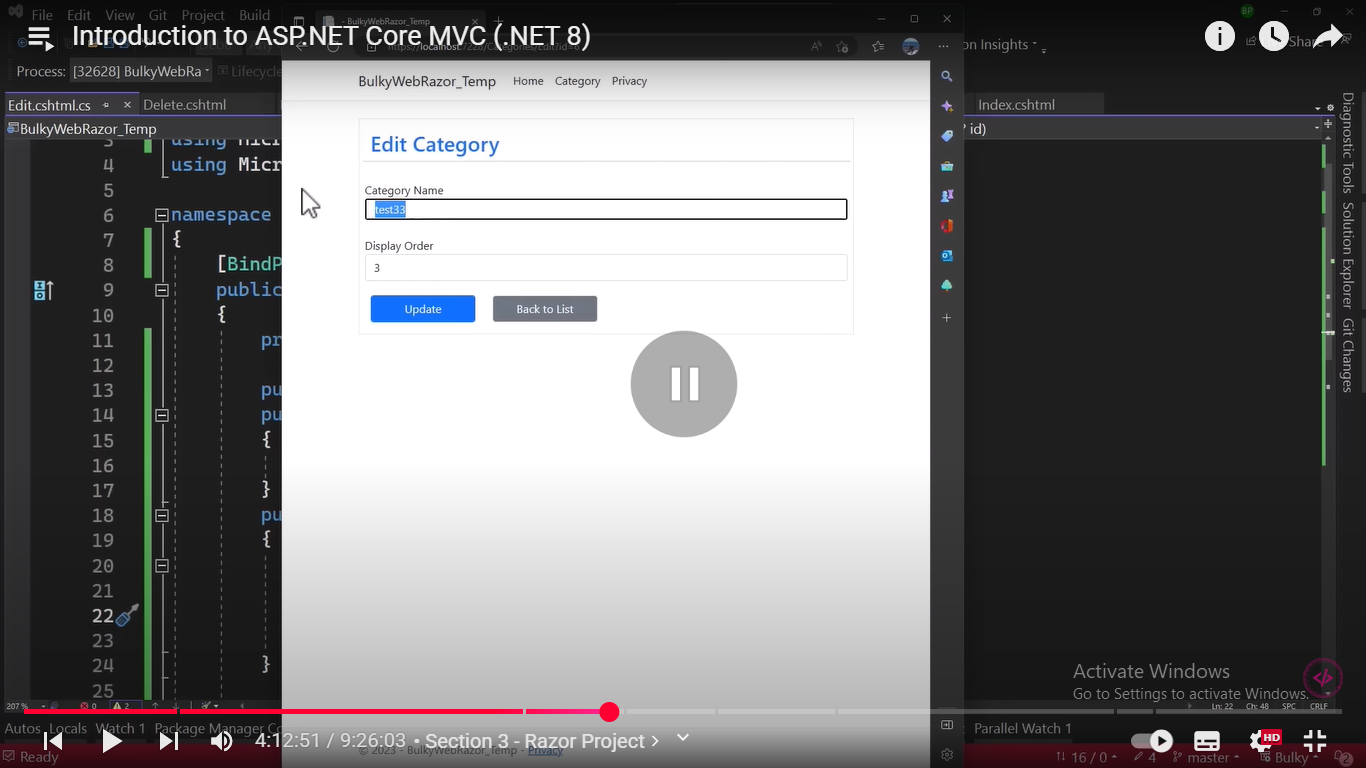 File Edit View Git Project Build
- BulkyWebRazor_Temp
Introduction to ASP.NET Core MVC (.NET 8)
on Insights
Share
Process: [32628] BulkyWebRa
Lifecycle
BulkyWebRazor_Temp Home Category Privacy
Edit.cshtml.cs Delete.cshtml
Index.cshtml
BulkyWebRazor_Temp
? id)
3 using Micr
4 using Micr
5
6 namespace
7 {
8 [BindP
9 public
10 {
11 pr
12
13 pu
14 pu
15 {
16
17 }
18 pu
19 {
20
21
22
23
24 }
25
Edit Category
Category Name
test33
Display Order
3
Update Back to List
Diagnostic Tools
Solution Explorer
Git Changes
Activate Windows
Go to Settings to activate Windows.
207 % 0 2
Ln: 22 Ch: 48 SPC CRLF
Autos Locals Watch 1 Package Manager Co
Parallel Watch 1
4:12:51 / 9:26:03 • Section 3 - Razor Project
HD
© 2023 - BulkyWebRazor_Temp - Privacy
Ready
16 / 0 4 master Bulky 2